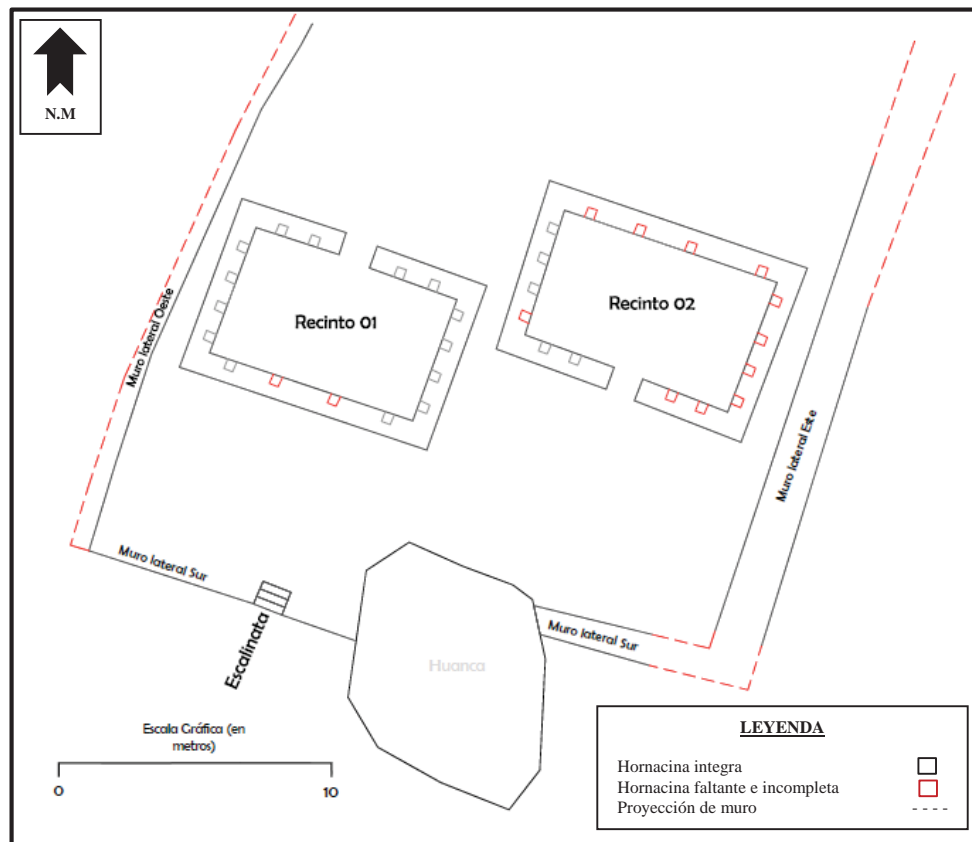 N.M
Muro lateral Oeste
Recinto 01
Recinto 02
Muro lateral Este
Muro lateral Sur
Escalinata
Huanca
Muro lateral Sur
Escala Gráfica (en
metros)
0 10
LEYENDA
Hornacina integra
Hornacina faltante e incompleta
Proyección de muro